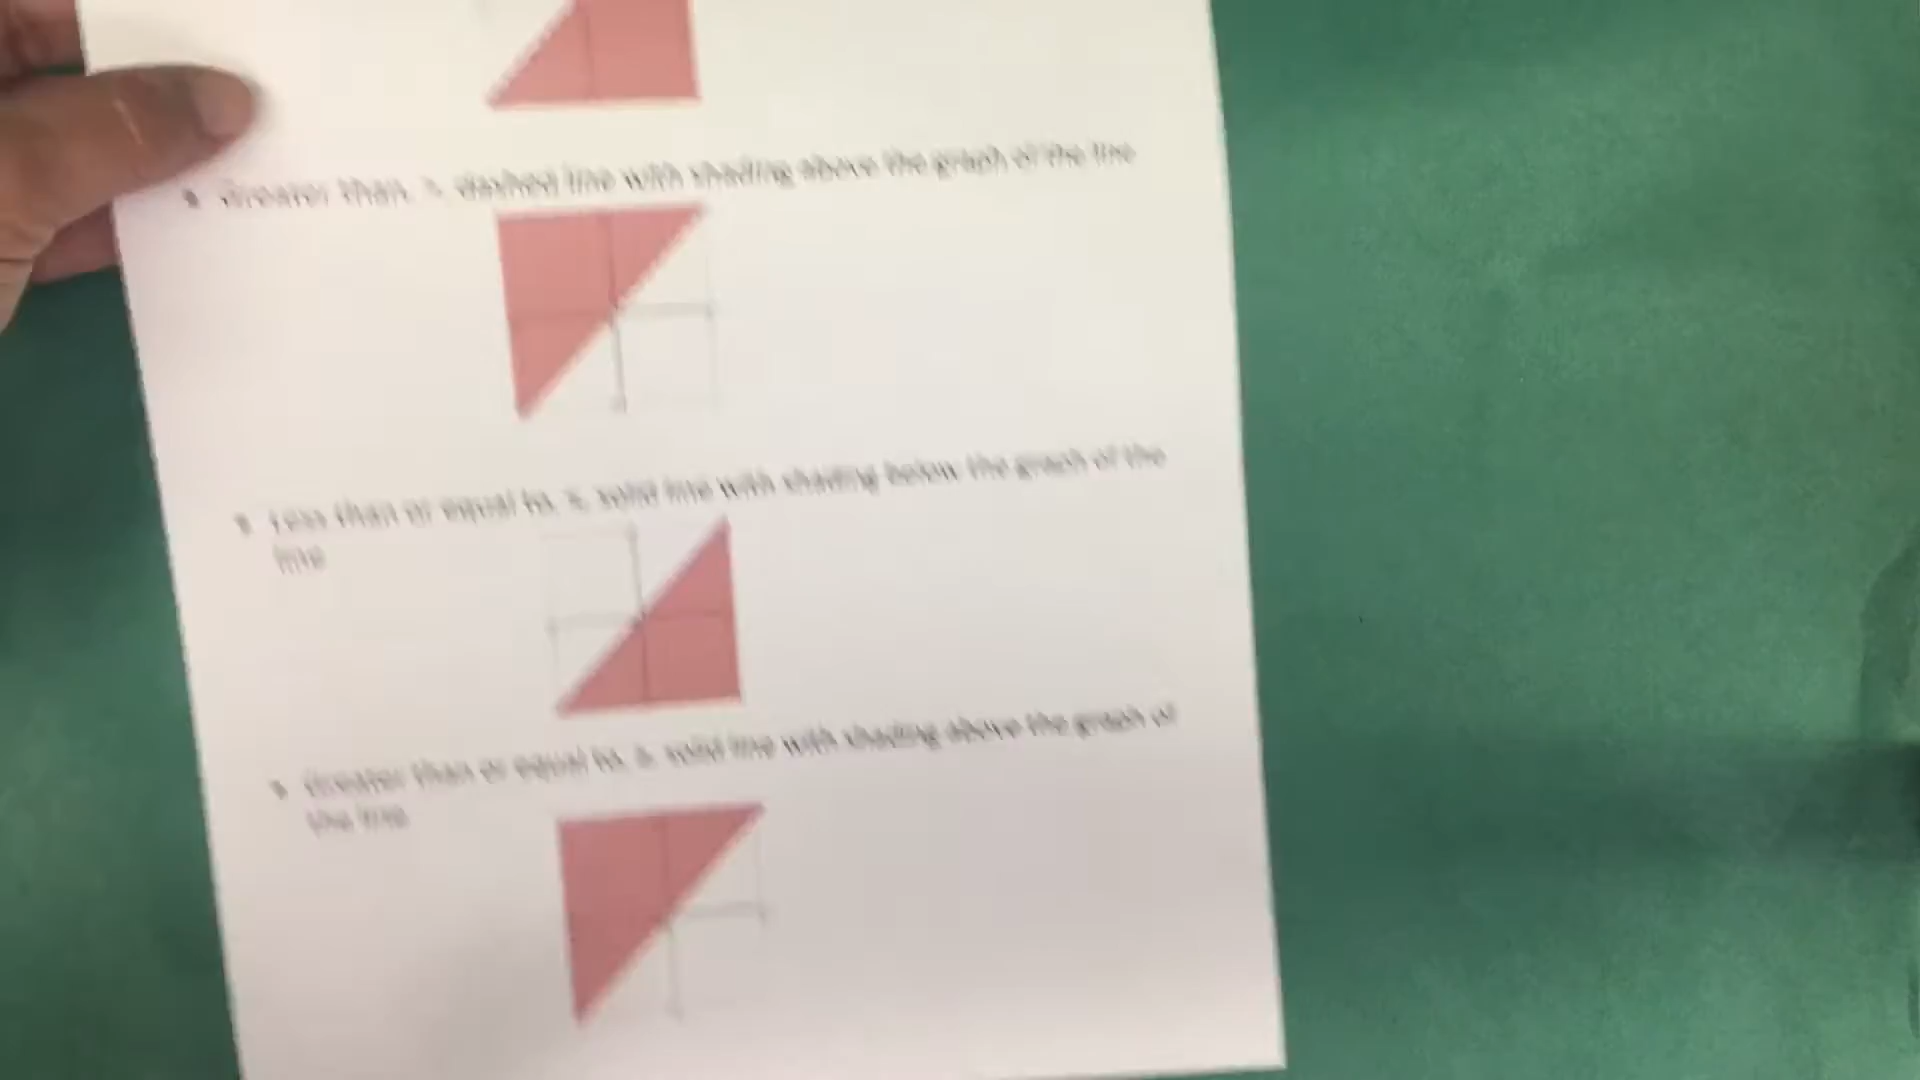 Greater than, >, dashed line with shading above the graph of the line
Less than or equal to, ≤, solid line with shading below the graph of the
line
Greater than or equal to, ≥, solid line with shading above the graph of
the line